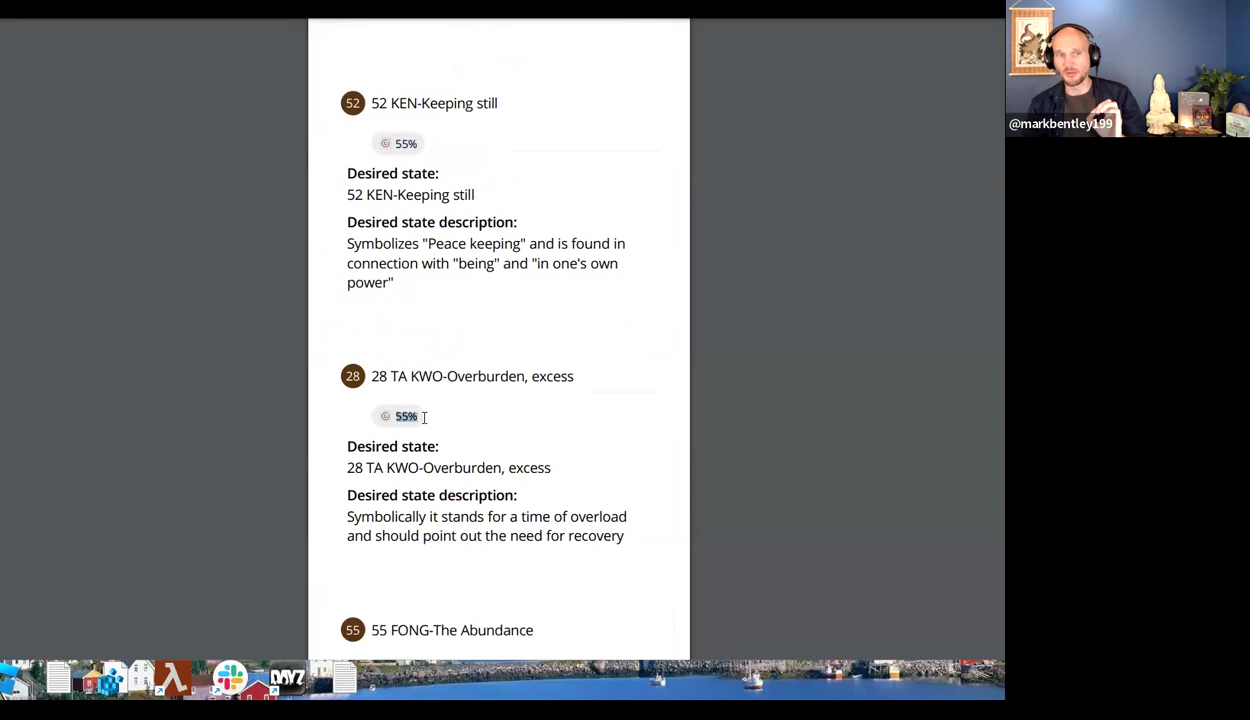 52 52 KEN-Keeping still
55%
Desired state:
52 KEN-Keeping still
Desired state description:
Symbolizes "Peace keeping" and is found in
connection with "being" and "in one's own
power"
28 28 TA KWO-Overburden, excess
55%
Desired state:
28 TA KWO-Overburden, excess
Desired state description:
Symbolically it stands for a time of overload
and should point out the need for recovery
55 55 FONG-The Abundance
@markbentley199
DAYZ